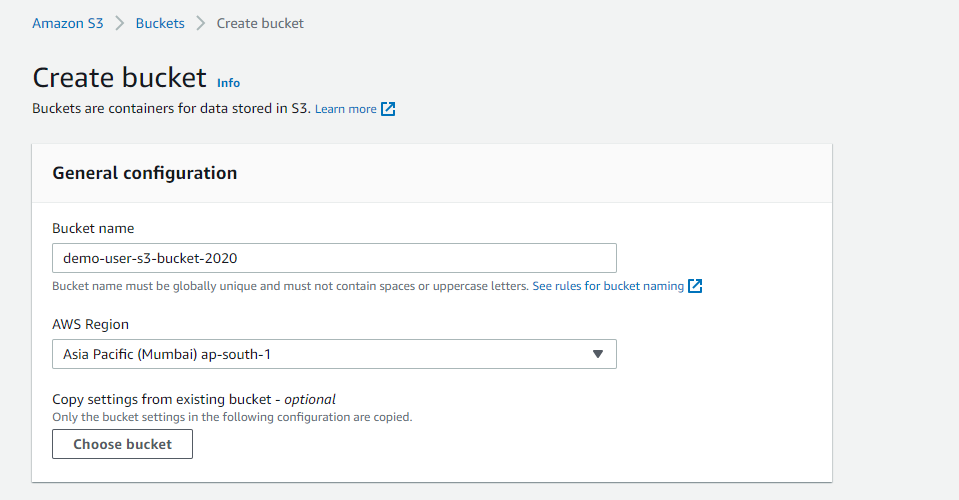 Amazon S3 > Buckets > Create bucket
Create bucket Info
Buckets are containers for data stored in S3. Learn more
General configuration
Bucket name
demo-user-s3-bucket-2020
Bucket name must be globally unique and must not contain spaces or uppercase letters. See rules for bucket naming
AWS Region
Asia Pacific (Mumbai) ap-south-1
Copy settings from existing bucket - optional
Only the bucket settings in the following configuration are copied.
Choose bucket